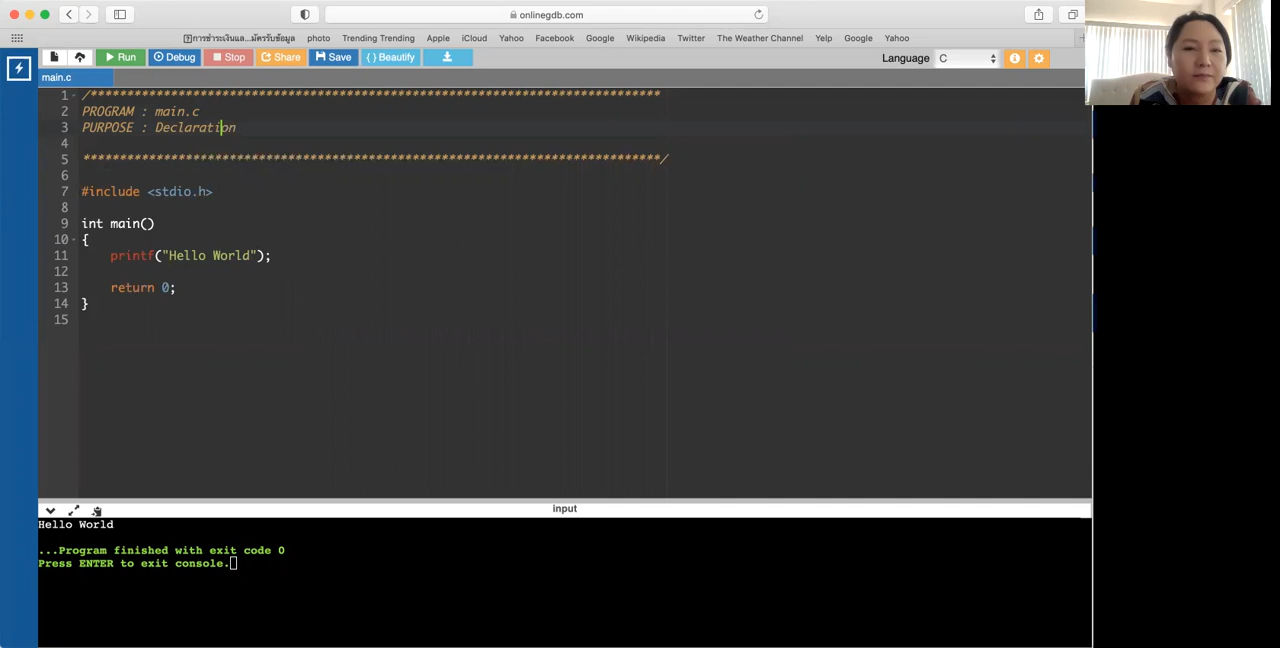 onlinegdb.com
การชำระเงินแล...มัครรับข้อมูล photo Trending Trending Apple iCloud Yahoo Facebook Google Wikipedia Twitter The Weather Channel Yelp Google Yahoo
Run Debug Stop Share Save { } Beautify Language C
main.c
1 /******************************************************************************
2 PROGRAM : main.c
3 PURPOSE : Declaration
4
5 *******************************************************************************/
6
7 #include <stdio.h>
8
9 int main()
10 {
11 printf("Hello World");
12
13 return 0;
14 }
15
input
Hello World
...Program finished with exit code 0
Press ENTER to exit console.